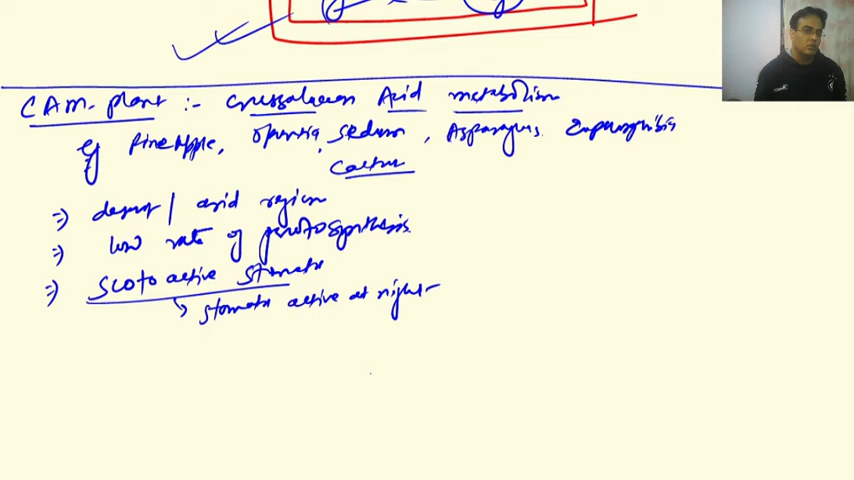 CAM-plant :- Crussulacean Acid metabolism
eg Pineapple, Opuntia, Sedum, Asparagus. Euphorbia
Cactus
⇒ desert / arid region
⇒ low rate of photosynthesis.
⇒ Scoto active stomata
↳ stomata active at night